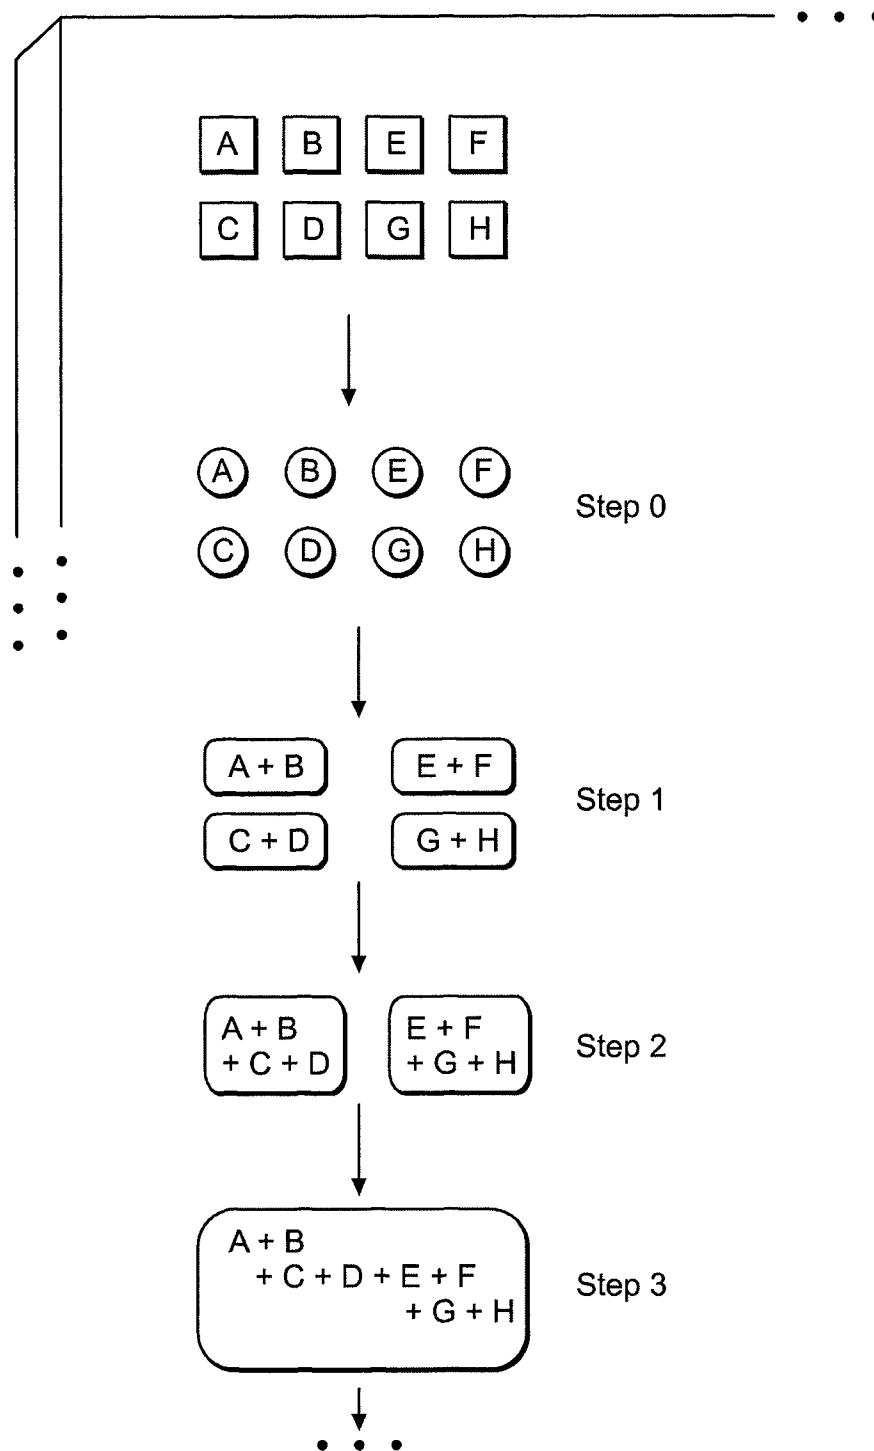 A B E F
C D G H
A B E F
Step 0
C D G H
A + B E + F
Step 1
C + D G + H
A + B E + F
Step 2
+ C + D + G + H
A + B
+ C + D + E + F
Step 3
+ G + H